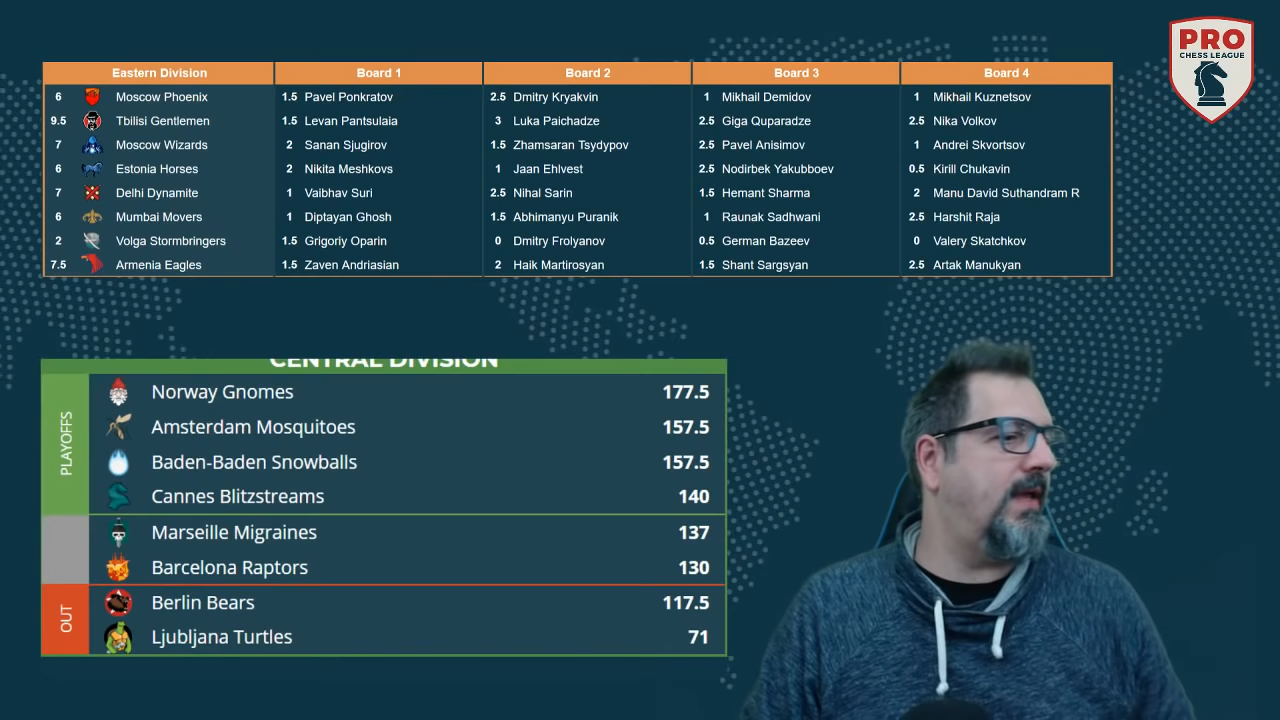 PRO
CHESS LEAGUE
Eastern Division Board 1 Board 2 Board 3 Board 4
6 Moscow Phoenix 1.5 Pavel Ponkratov 2.5 Dmitry Kryakvin 1 Mikhail Demidov 1 Mikhail Kuznetsov
9.5 Tbilisi Gentlemen 1.5 Levan Pantsulaia 3 Luka Paichadze 2.5 Giga Quparadze 2.5 Nika Volkov
7 Moscow Wizards 2 Sanan Sjugirov 1.5 Zhamsaran Tsydypov 2.5 Pavel Anisimov 1 Andrei Skvortsov
6 Estonia Horses 2 Nikita Meshkovs 1 Jaan Ehlvest 2.5 Nodirbek Yakubboev 0.5 Kirill Chukavin
7 Delhi Dynamite 1 Vaibhav Suri 2.5 Nihal Sarin 1.5 Hemant Sharma 2 Manu David Suthandram R
6 Mumbai Movers 1 Diptayan Ghosh 1.5 Abhimanyu Puranik 1 Raunak Sadhwani 2.5 Harshit Raja
2 Volga Stormbringers 1.5 Grigoriy Oparin 0 Dmitry Frolyanov 0.5 German Bazeev 0 Valery Skatchkov
7.5 Armenia Eagles 1.5 Zaven Andriasian 2 Haik Martirosyan 1.5 Shant Sargsyan 2.5 Artak Manukyan
CENTRAL DIVISION
PLAYOFFS
Norway Gnomes 177.5
Amsterdam Mosquitoes 157.5
Baden-Baden Snowballs 157.5
Cannes Blitzstreams 140
Marseille Migraines 137
Barcelona Raptors 130
OUT
Berlin Bears 117.5
Ljubljana Turtles 71